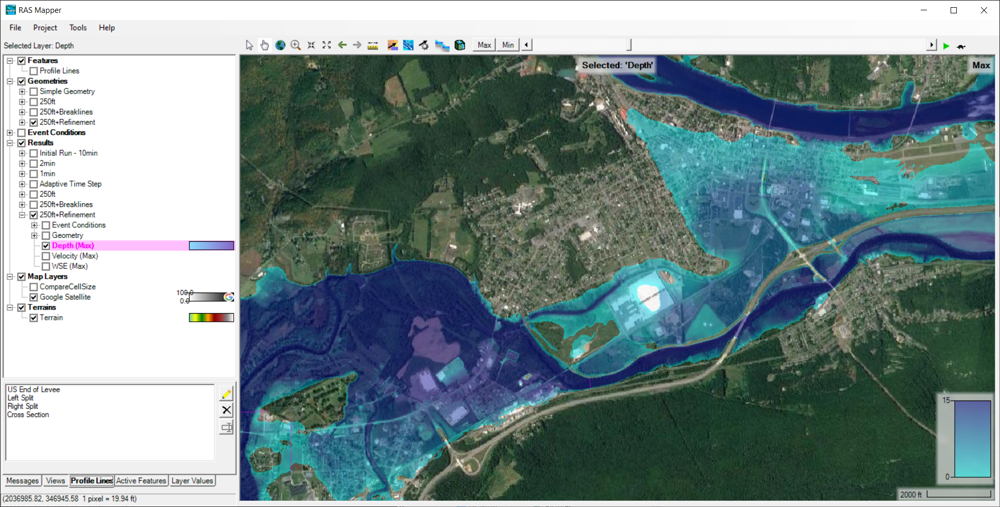 RAS Mapper
File Project Tools Help
Selected Layer: Depth
Max Min
Features
Profile Lines
Geometries
Simple Geometry
250ft
250ft+Breaklines
250ft+Refinement
Event Conditions
Results
Initial Run - 10min
2min
1min
Adaptive Time Step
250ft
250ft+Breaklines
250ft+Refinement
Event Conditions
Geometry
Depth (Max)
Velocity (Max)
WSE (Max)
Map Layers
CompareCellSize
Google Satellite
100.0
0.0
Terrains
Terrain
US End of Levee
Left Split
Right Split
Cross Section
Messages Views Profile Lines Active Features Layer Values
(2036985.82, 346945.58 1 pixel = 19.94 ft)
Selected: 'Depth'
Max
15
0
2000 ft